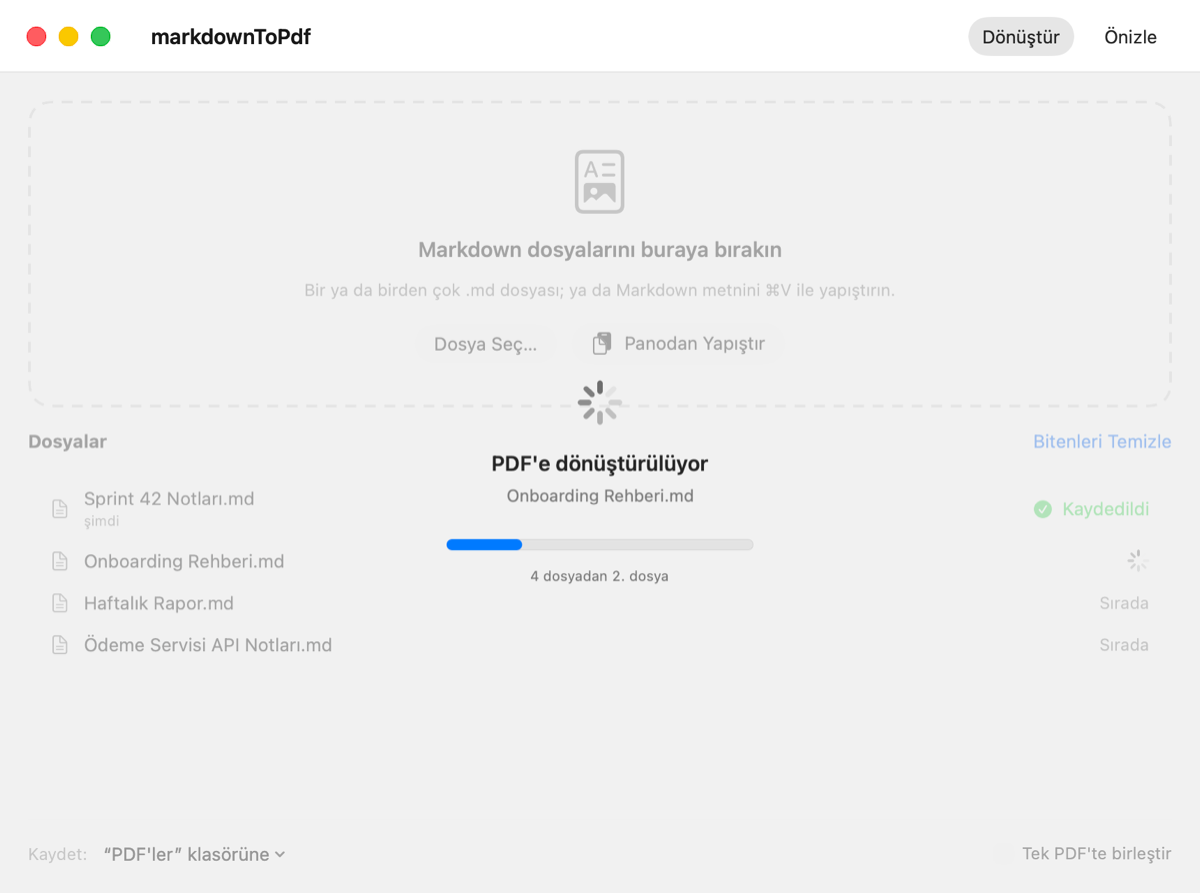 markdownToPdf
Dönüştür
Önizle
A
Markdown dosyalarını buraya bırakın
Bir ya da birden çok .md dosyası; ya da Markdown metnini ⌘V ile yapıştırın.
Dosya Seç...
Panodan Yapıştır
Dosyalar
Bitenleri Temizle
PDF'e dönüştürülüyor
Onboarding Rehberi.md
4 dosyadan 2. dosya
Sprint 42 Notları.md
şimdi
Kaydedildi
Onboarding Rehberi.md
Haftalık Rapor.md
Sırada
Ödeme Servisi API Notları.md
Sırada
Kaydet:
“PDF'ler” klasörüne
Tek PDF'te birleştir